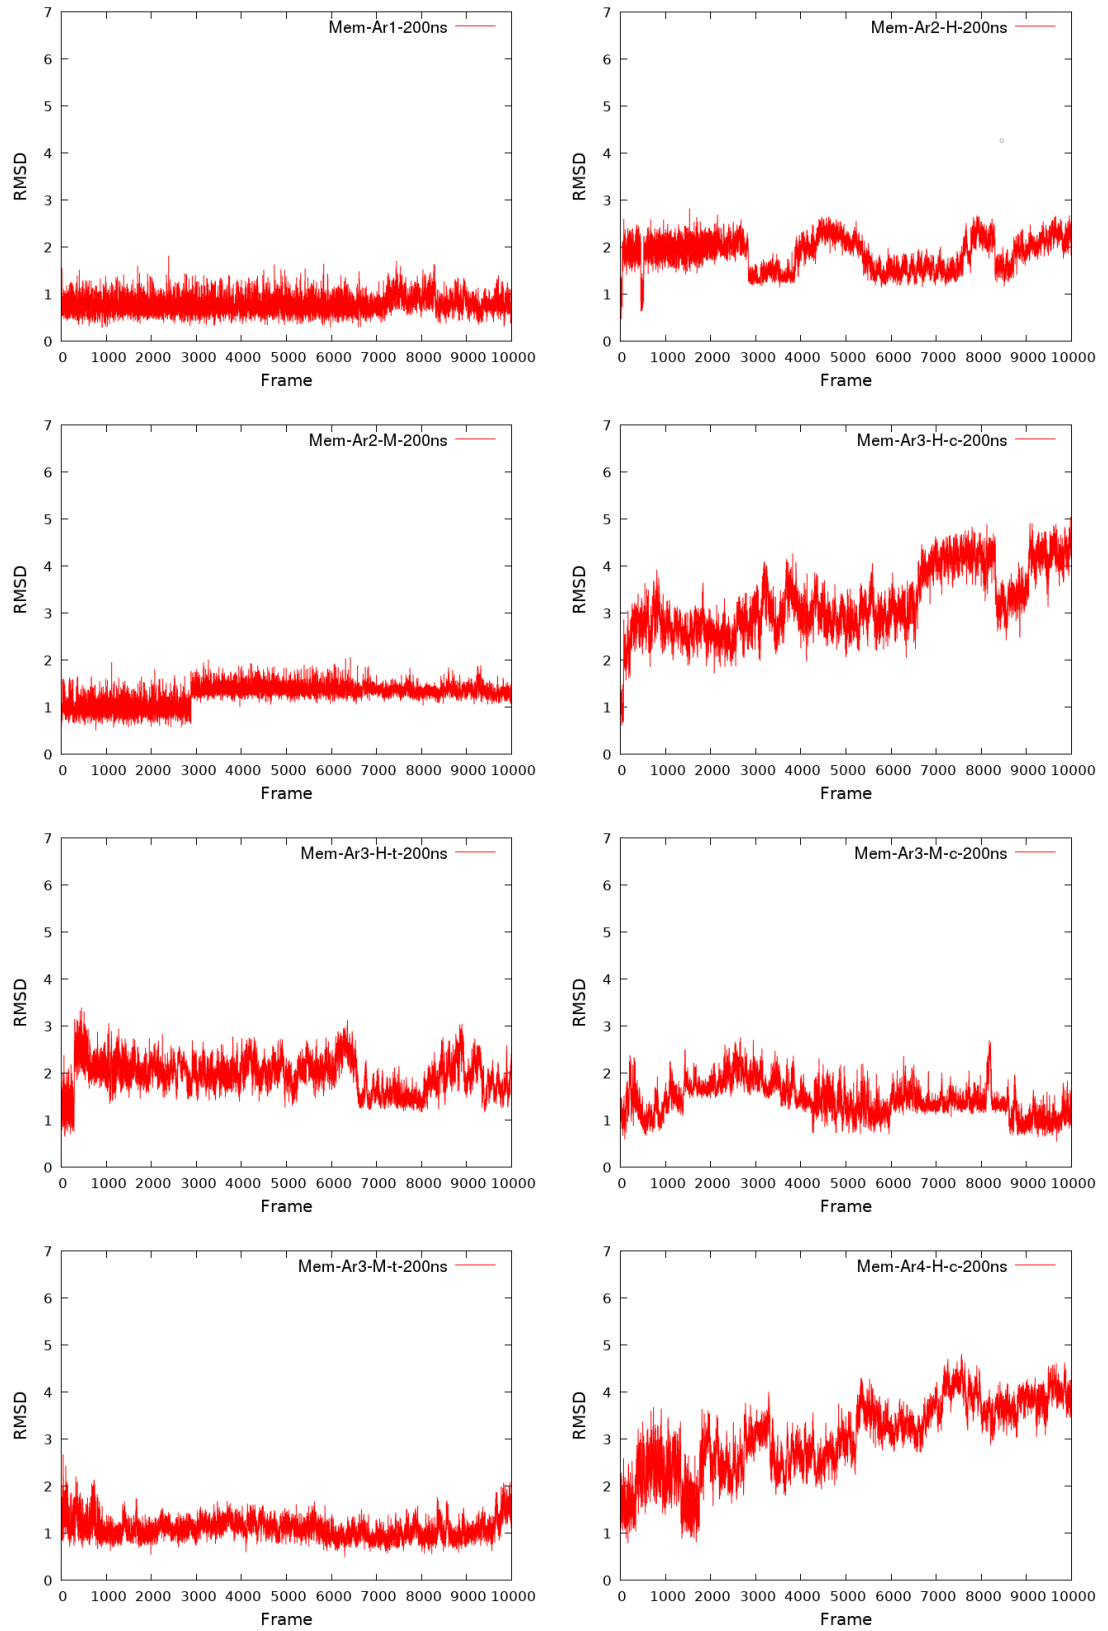 7 Mem-Ar1-200ns
6
5
4
RMSD
3
2
1
0
0 1000 2000 3000 4000 5000 6000 7000 8000 9000 10000
Frame
7 Mem-Ar2-H-200ns
6
5
4
RMSD
3
2
1
0
0 1000 2000 3000 4000 5000 6000 7000 8000 9000 10000
Frame
7
Mem-Ar2-M-200ns
6
5
4
RMSD
3
2
1
0
0 1000 2000 3000 4000 5000 6000 7000 8000 9000 10000
Frame
7
Mem-Ar3-H-c-200ns
6
5
4
RMSD
3
2
1
0
0 1000 2000 3000 4000 5000 6000 7000 8000 9000 10000
Frame
7
Mem-Ar3-H-t-200ns
6
5
4
RMSD
3
2
1
0
0 1000 2000 3000 4000 5000 6000 7000 8000 9000 10000
Frame
7
Mem-Ar3-M-c-200ns
6
5
4
RMSD
3
2
1
0
0 1000 2000 3000 4000 5000 6000 7000 8000 9000 10000
Frame
7
Mem-Ar3-M-t-200ns
6
5
4
RMSD
3
2
1
0
0 1000 2000 3000 4000 5000 6000 7000 8000 9000 10000
Frame
7
Mem-Ar4-H-c-200ns
6
5
4
RMSD
3
2
1
0
0 1000 2000 3000 4000 5000 6000 7000 8000 9000 10000
Frame